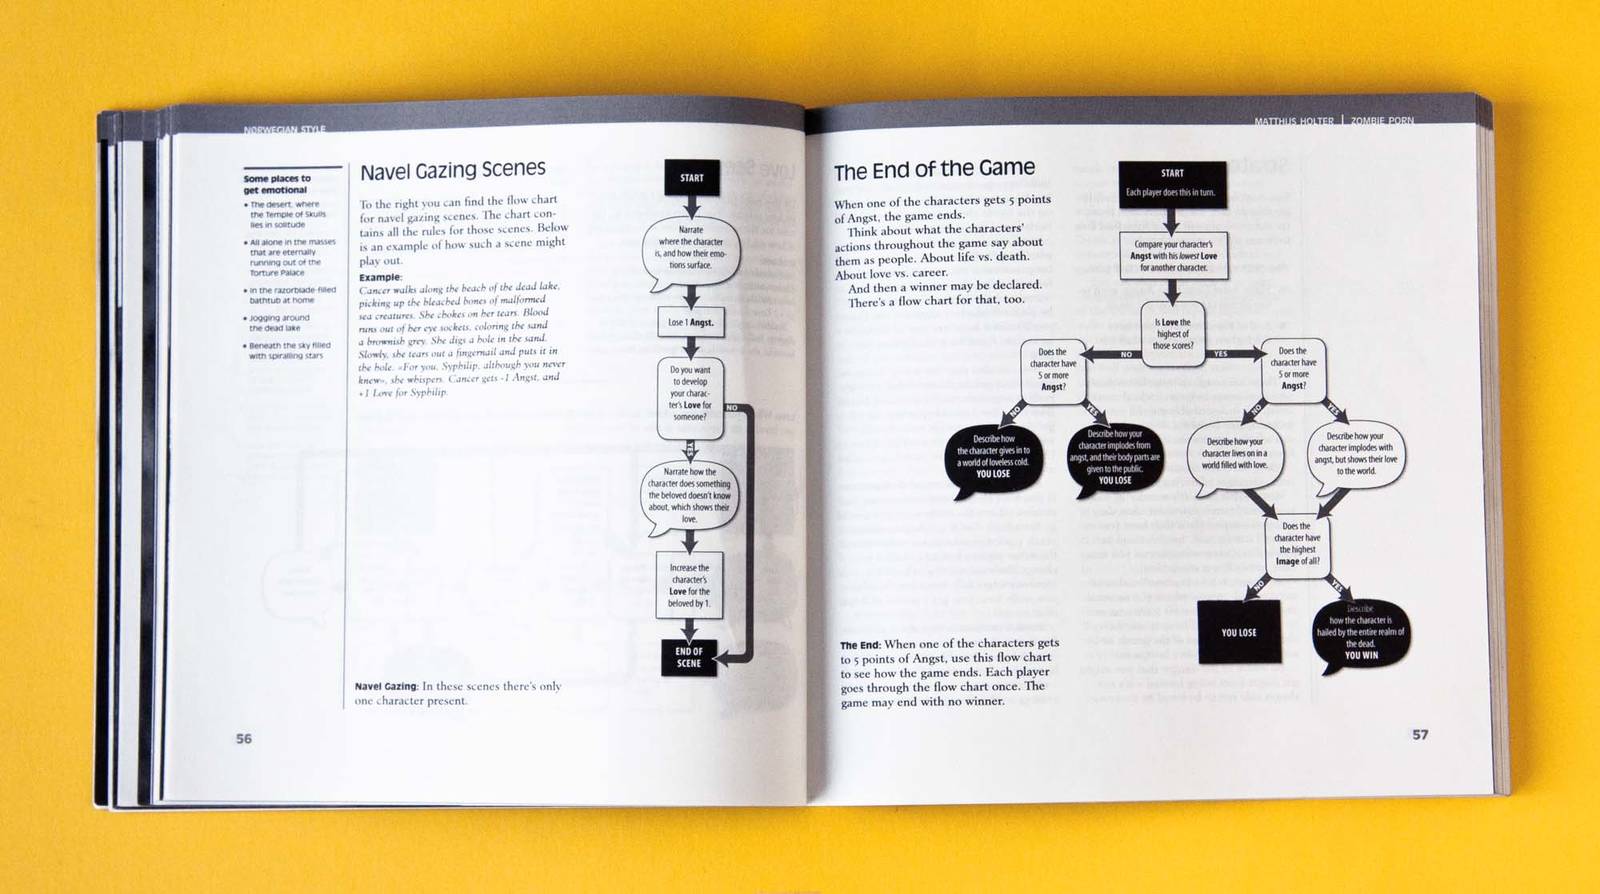 NORWEGIAN STYLE
Some places to
get emotional
• The desert, where
the Temple of Skulls
lies in solitude
• All alone in the masses
that are eternally
running out of the
Torture Palace
• In the razorblade-filled
bathtub at home
• Jogging around
the dead lake
• Beneath the sky filled
with spiralling stars
Navel Gazing Scenes
To the right you can find the flow chart
for navel gazing scenes. The chart con-
tains all the rules for those scenes. Below
is an example of how such a scene might
play out.
Example:
Cancer walks along the beach of the dead lake,
picking up the bleached bones of malformed
sea creatures. She chokes on her tears. Blood
runs out of her eye sockets, coloring the sand
a brownish grey. She digs a hole in the sand.
Slowly, she tears out a fingernail and puts it in
the hole. «For you, Syphilip, although you never
knew», she whispers. Cancer gets -1 Angst, and
+1 Love for Syphilip.
Navel Gazing: In these scenes there's only
one character present.
START
Narrate
where the character
is, and how their emo-
tions surface.
Lose 1 Angst.
Do you want
to develop
your charac-
ter's Love for
someone?
NO
YES
Narrate how the
character does something
the beloved doesn't know
about, which shows their
love.
Increase the
character's
Love for the
beloved by 1.
END OF
SCENE
56
MATTHIJS HOLTER | ZOMBIE PORN
The End of the Game
When one of the characters gets 5 points
of Angst, the game ends.
Think about what the characters'
actions throughout the game say about
them as people. About life vs. death.
About love vs. career.
And then a winner may be declared.
There's a flow chart for that, too.
START
Each player does this in turn.
Compare your character's
Angst with his lowest Love
for another character.
Is Love the
highest of
those scores?
NO
YES
Does the
character have
5 or more
Angst?
Does the
character have
5 or more
Angst?
NO
YES
NO
YES
Describe how
the character gives in to
a world of loveless cold.
YOU LOSE
Describe how your
character implodes from
angst, and their body parts are
given to the public.
YOU LOSE
Describe how your
character lives on in a
world filled with love.
Describe how your
character implodes with
angst, but shows their love
to the world.
Does the
character have
the highest
Image of all?
NO
YES
YOU LOSE
Describe
how the character is
hailed by the entire realm of
the dead.
YOU WIN
The End: When one of the characters gets
to 5 points of Angst, use this flow chart
to see how the game ends. Each player
goes through the flow chart once. The
game may end with no winner.
57